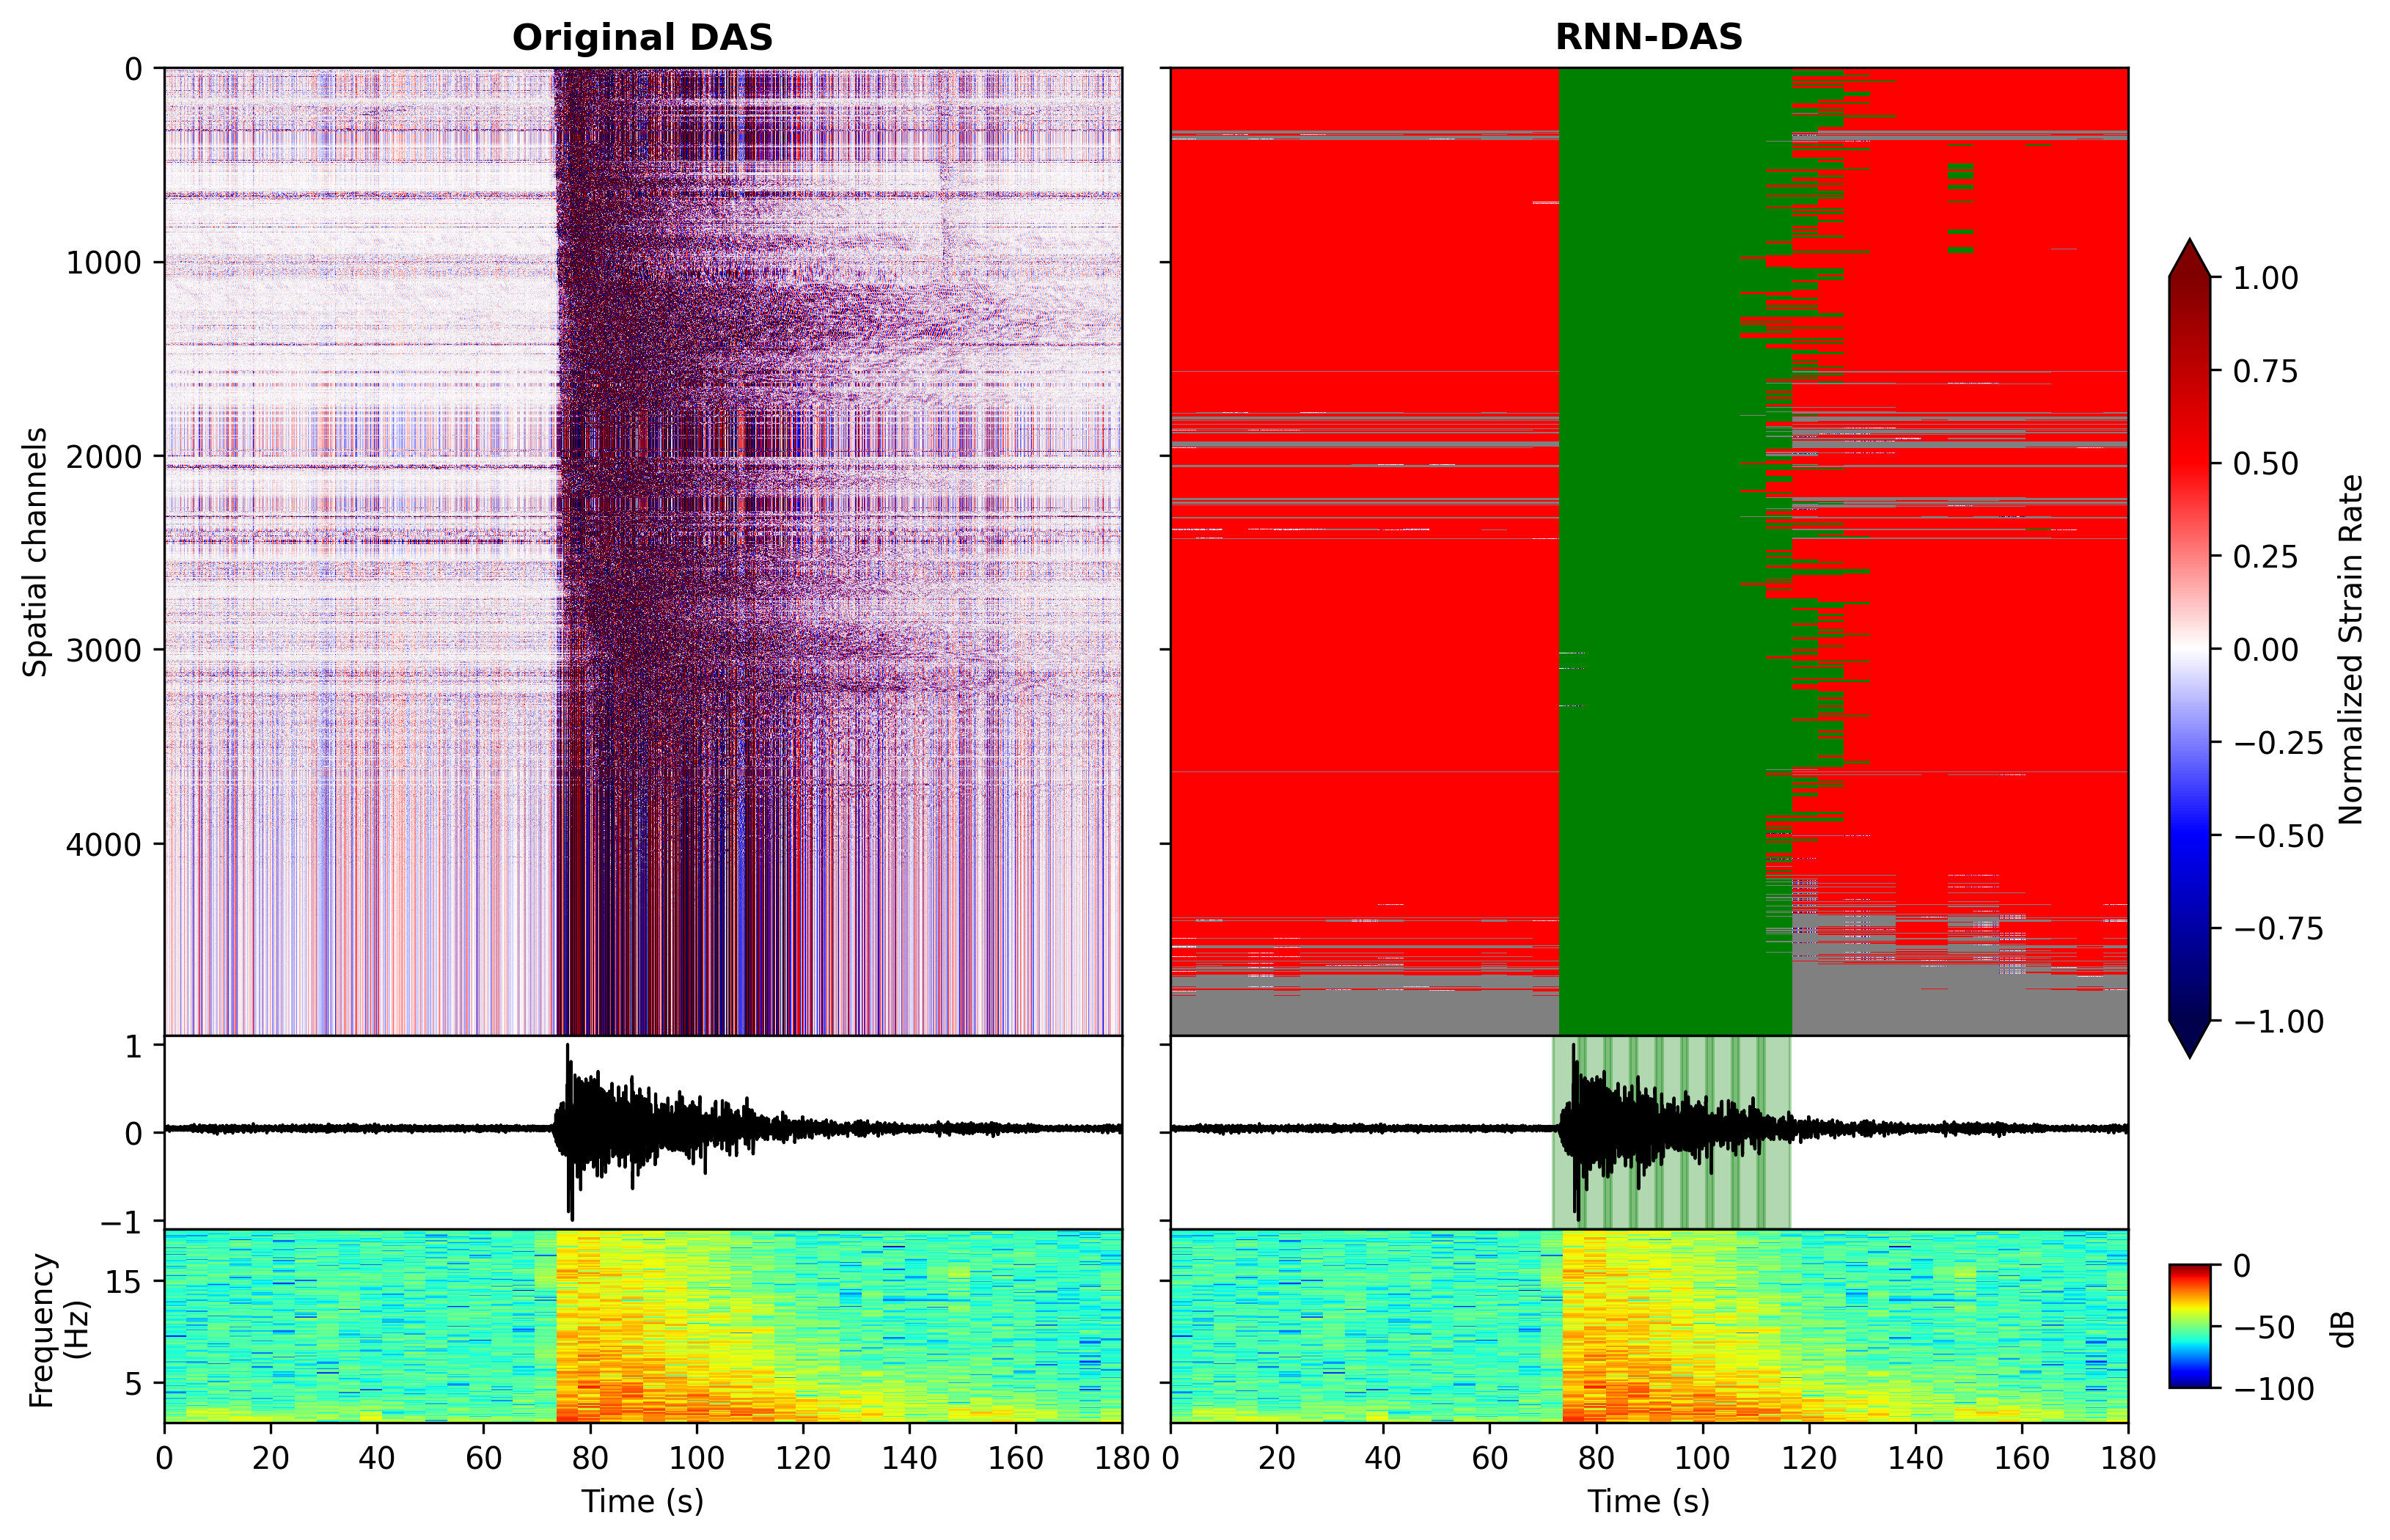 Original DAS
RNN-DAS
0
1000
2000
3000
4000
Spatial channels
1
0
−1
15
5
Frequency
(Hz)
0 20 40 60 80 100 120 140 160 180
Time (s)
0 20 40 60 80 100 120 140 160 180
Time (s)
1.00
0.75
0.50
0.25
0.00
−0.25
−0.50
−0.75
−1.00
Normalized Strain Rate
0
−50
−100
dB